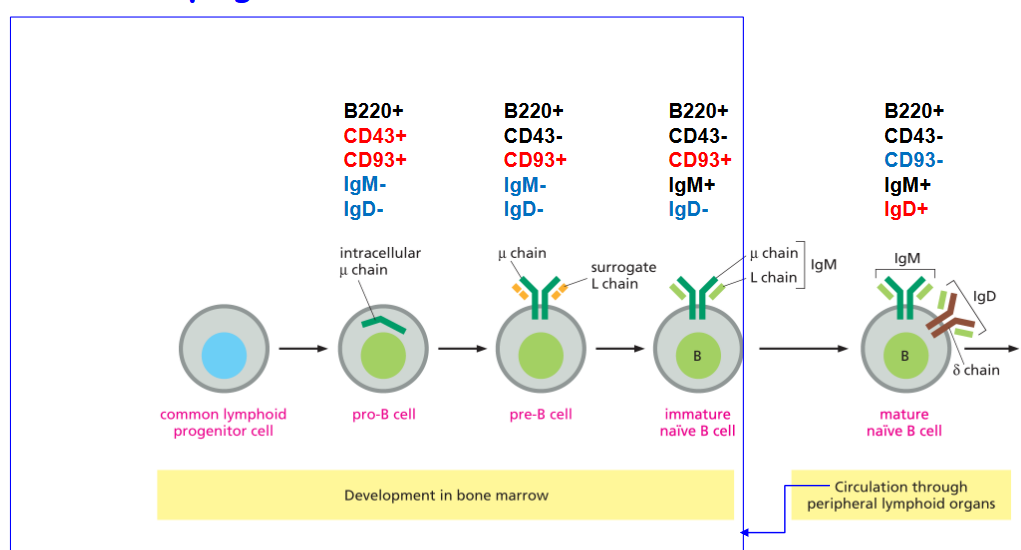 B220+
CD43+
CD93+
IgM-
IgD-
B220+
CD43-
CD93+
IgM-
IgD-
B220+
CD43-
CD93+
IgM+
IgD-
B220+
CD43-
CD93-
IgM+
IgD+
intracellular
μ chain
μ chain
surrogate
L chain
μ chain
L chain
IgM
IgM
IgD
δ chain
B
B
common lymphoid
progenitor cell
pro-B cell
pre-B cell
immature
naïve B cell
mature
naïve B cell
Development in bone marrow
Circulation through
peripheral lymphoid organs